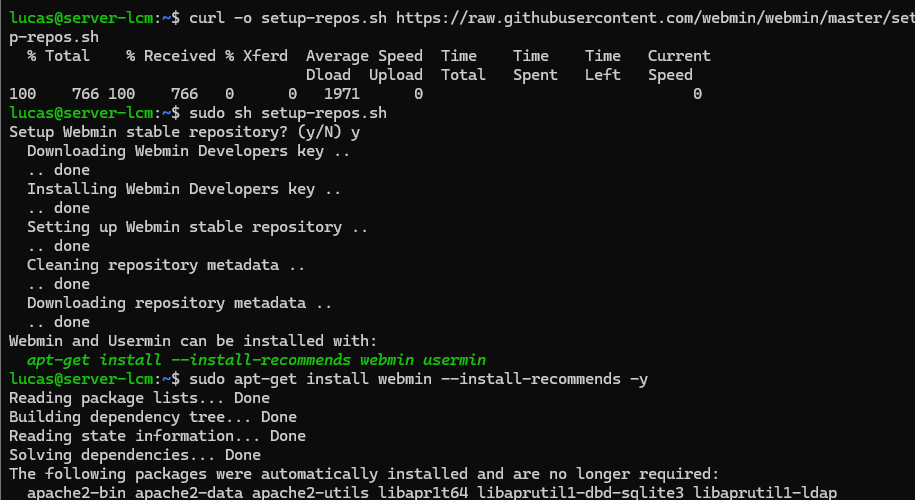 lucas@server-lcm:~$ curl -o setup-repos.sh https://raw.githubusercontent.com/webmin/webmin/master/set
p-repos.sh
  % Total    % Received % Xferd  Average Speed  Time    Time    Time   Current
                                 Dload  Upload  Total   Spent   Left   Speed
100    766 100    766   0      0   1971      0                              0
lucas@server-lcm:~$ sudo sh setup-repos.sh
Setup Webmin stable repository? (y/N) y
  Downloading Webmin Developers key ..
  .. done
  Installing Webmin Developers key ..
  .. done
  Setting up Webmin stable repository ..
  .. done
  Cleaning repository metadata ..
  .. done
  Downloading repository metadata ..
  .. done
Webmin and Usermin can be installed with:
  apt-get install --install-recommends webmin usermin
lucas@server-lcm:~$ sudo apt-get install webmin --install-recommends -y
Reading package lists... Done
Building dependency tree... Done
Reading state information... Done
Solving dependencies... Done
The following packages were automatically installed and are no longer required:
  apache2-bin apache2-data apache2-utils libapr1t64 libaprutil1-dbd-sqlite3 libaprutil1-ldap